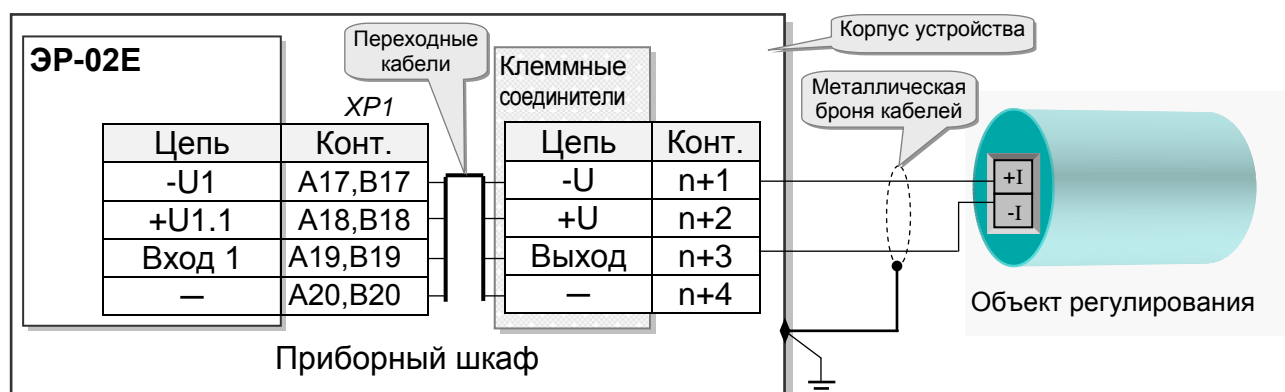 ЭР-02Е
Переходные
кабели
Клеммные
соединители
Корпус устройства
Металлическая
броня кабелей
XP1
Цепь Конт.
-U1 A17,B17
+U1.1 A18,B18
Вход 1 A19,B19
— A20,B20
Цепь Конт.
-U n+1
+U n+2
Выход n+3
— n+4
+I
-I
Объект регулирования
Приборный шкаф